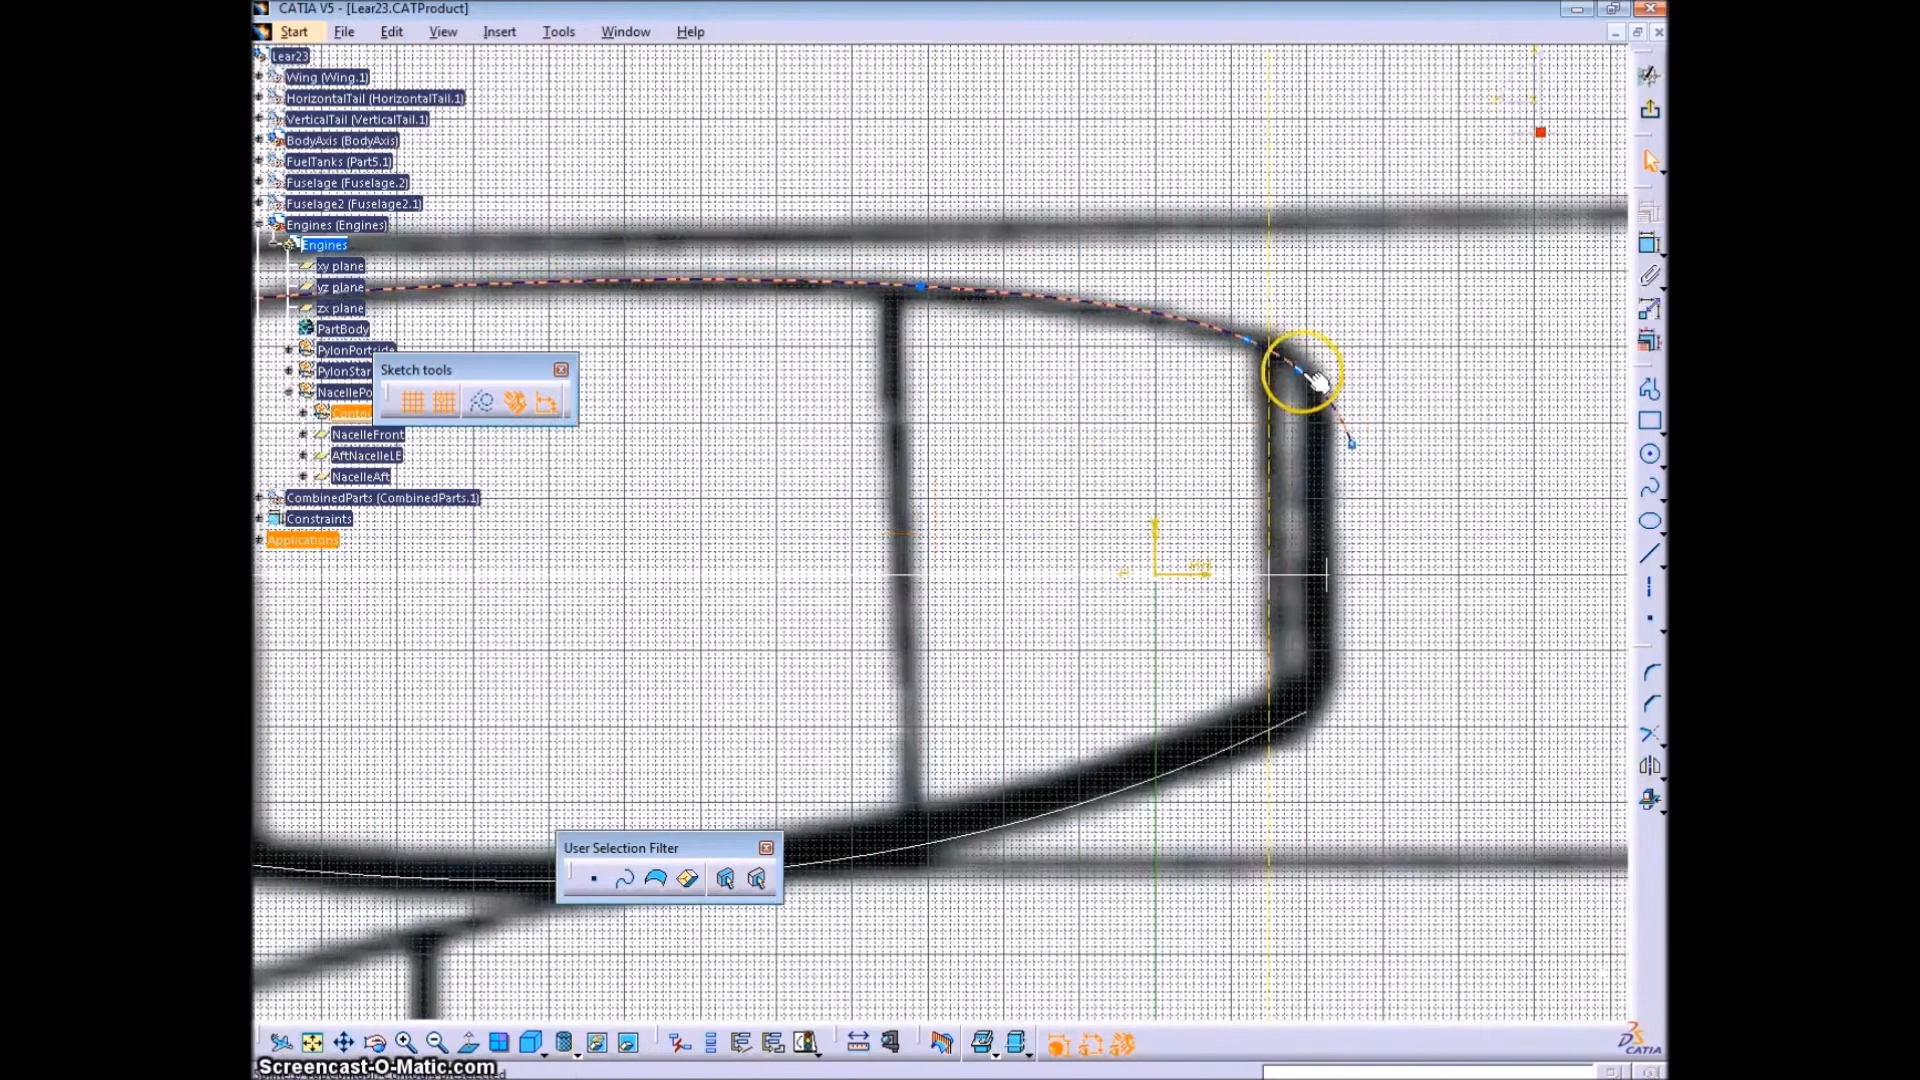 CATIA V5 - [Lear23.CATProduct]
Start File Edit View Insert Tools Window Help
Lear23
Wing (Wing.1)
HorizontalTail (HorizontalTail.1)
VerticalTail (VerticalTail.1)
BodyAxis (BodyAxis)
FuelTanks (Part5.1)
Fuselage (Fuselage.2)
Fuselage2 (Fuselage2.1)
Engines (Engines)
Engines
xy plane
yz plane
zx plane
PartBody
PylonPortside
PylonStar
NacellePo
Conto
NacelleFront
AftNacelleLE
NacelleAft
CombinedParts (CombinedParts.1)
Constraints
Applications
Sketch tools
User Selection Filter
CATIA
Screencast-O-Matic.com